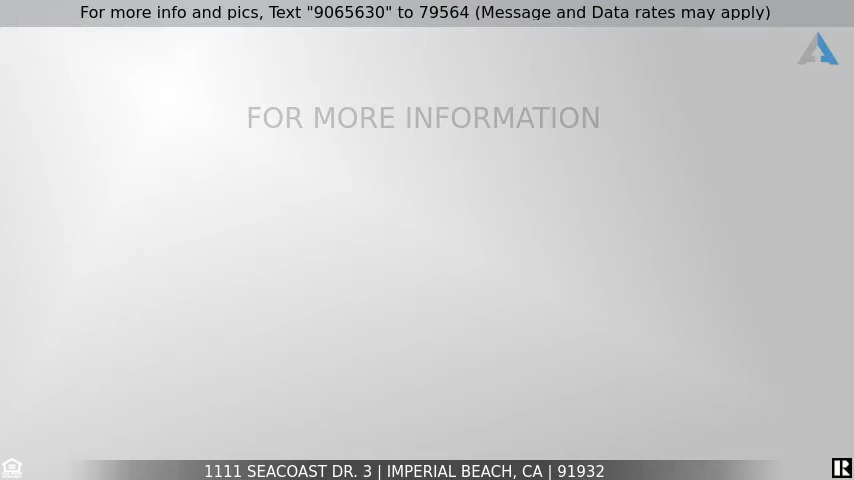 For more info and pics, Text "9065630" to 79564 (Message and Data rates may apply)
FOR MORE INFORMATION
1111 SEACOAST DR. 3 | IMPERIAL BEACH, CA | 91932